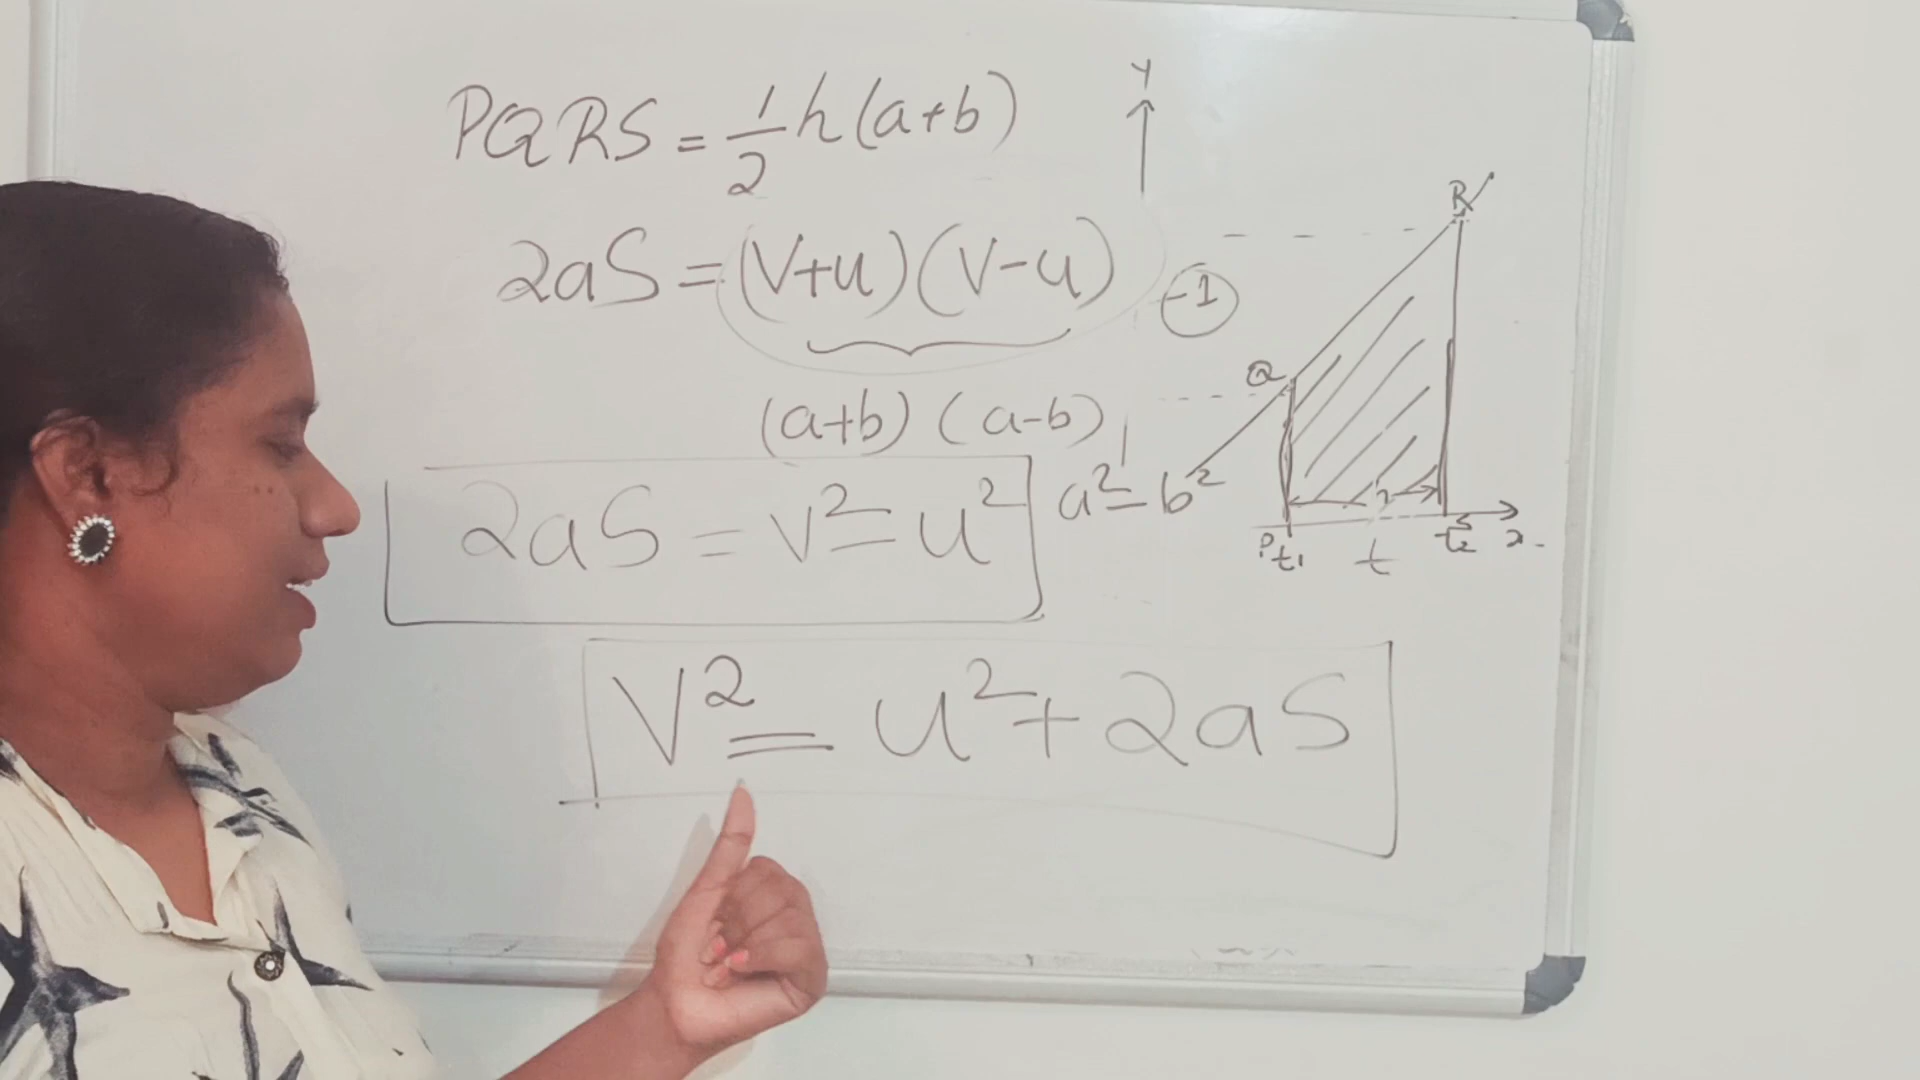 PQRS = 1/2 h(a+b)
2aS = (V+u)(V-u) -1
(a+b) (a-b)
2aS = v² = u²
a² = b²
V² = u² + 2aS
Y
R
Q
h
P t₁ t t₂ x
S